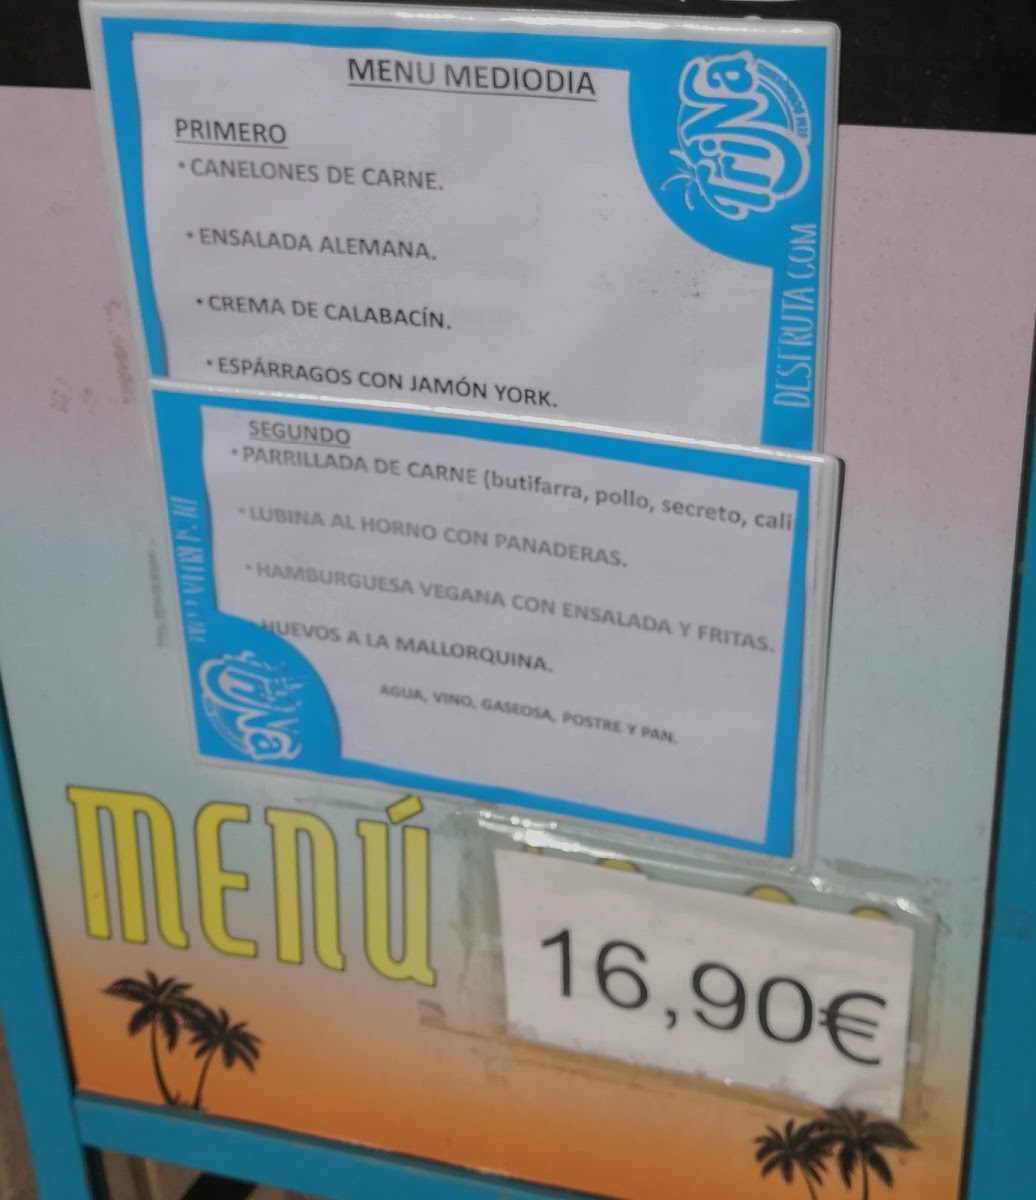 MENU MEDIODIA
TRiNa
DESFRUTA COM
PRIMERO
• CANELONES DE CARNE.
• ENSALADA ALEMANA.
• CREMA DE CALABACÍN.
• ESPÁRRAGOS CON JAMÓN YORK.
SEGUNDO
• PARRILLADA DE CARNE (butifarra, pollo, secreto, cali
• LUBINA AL HORNO CON PANADERAS.
• HAMBURGUESA VEGANA CON ENSALADA Y FRITAS.
HUEVOS A LA MALLORQUINA.
AGUA, VINO, GASEOSA, POSTRE Y PAN.
TRiNa
MENÚ
16,90€